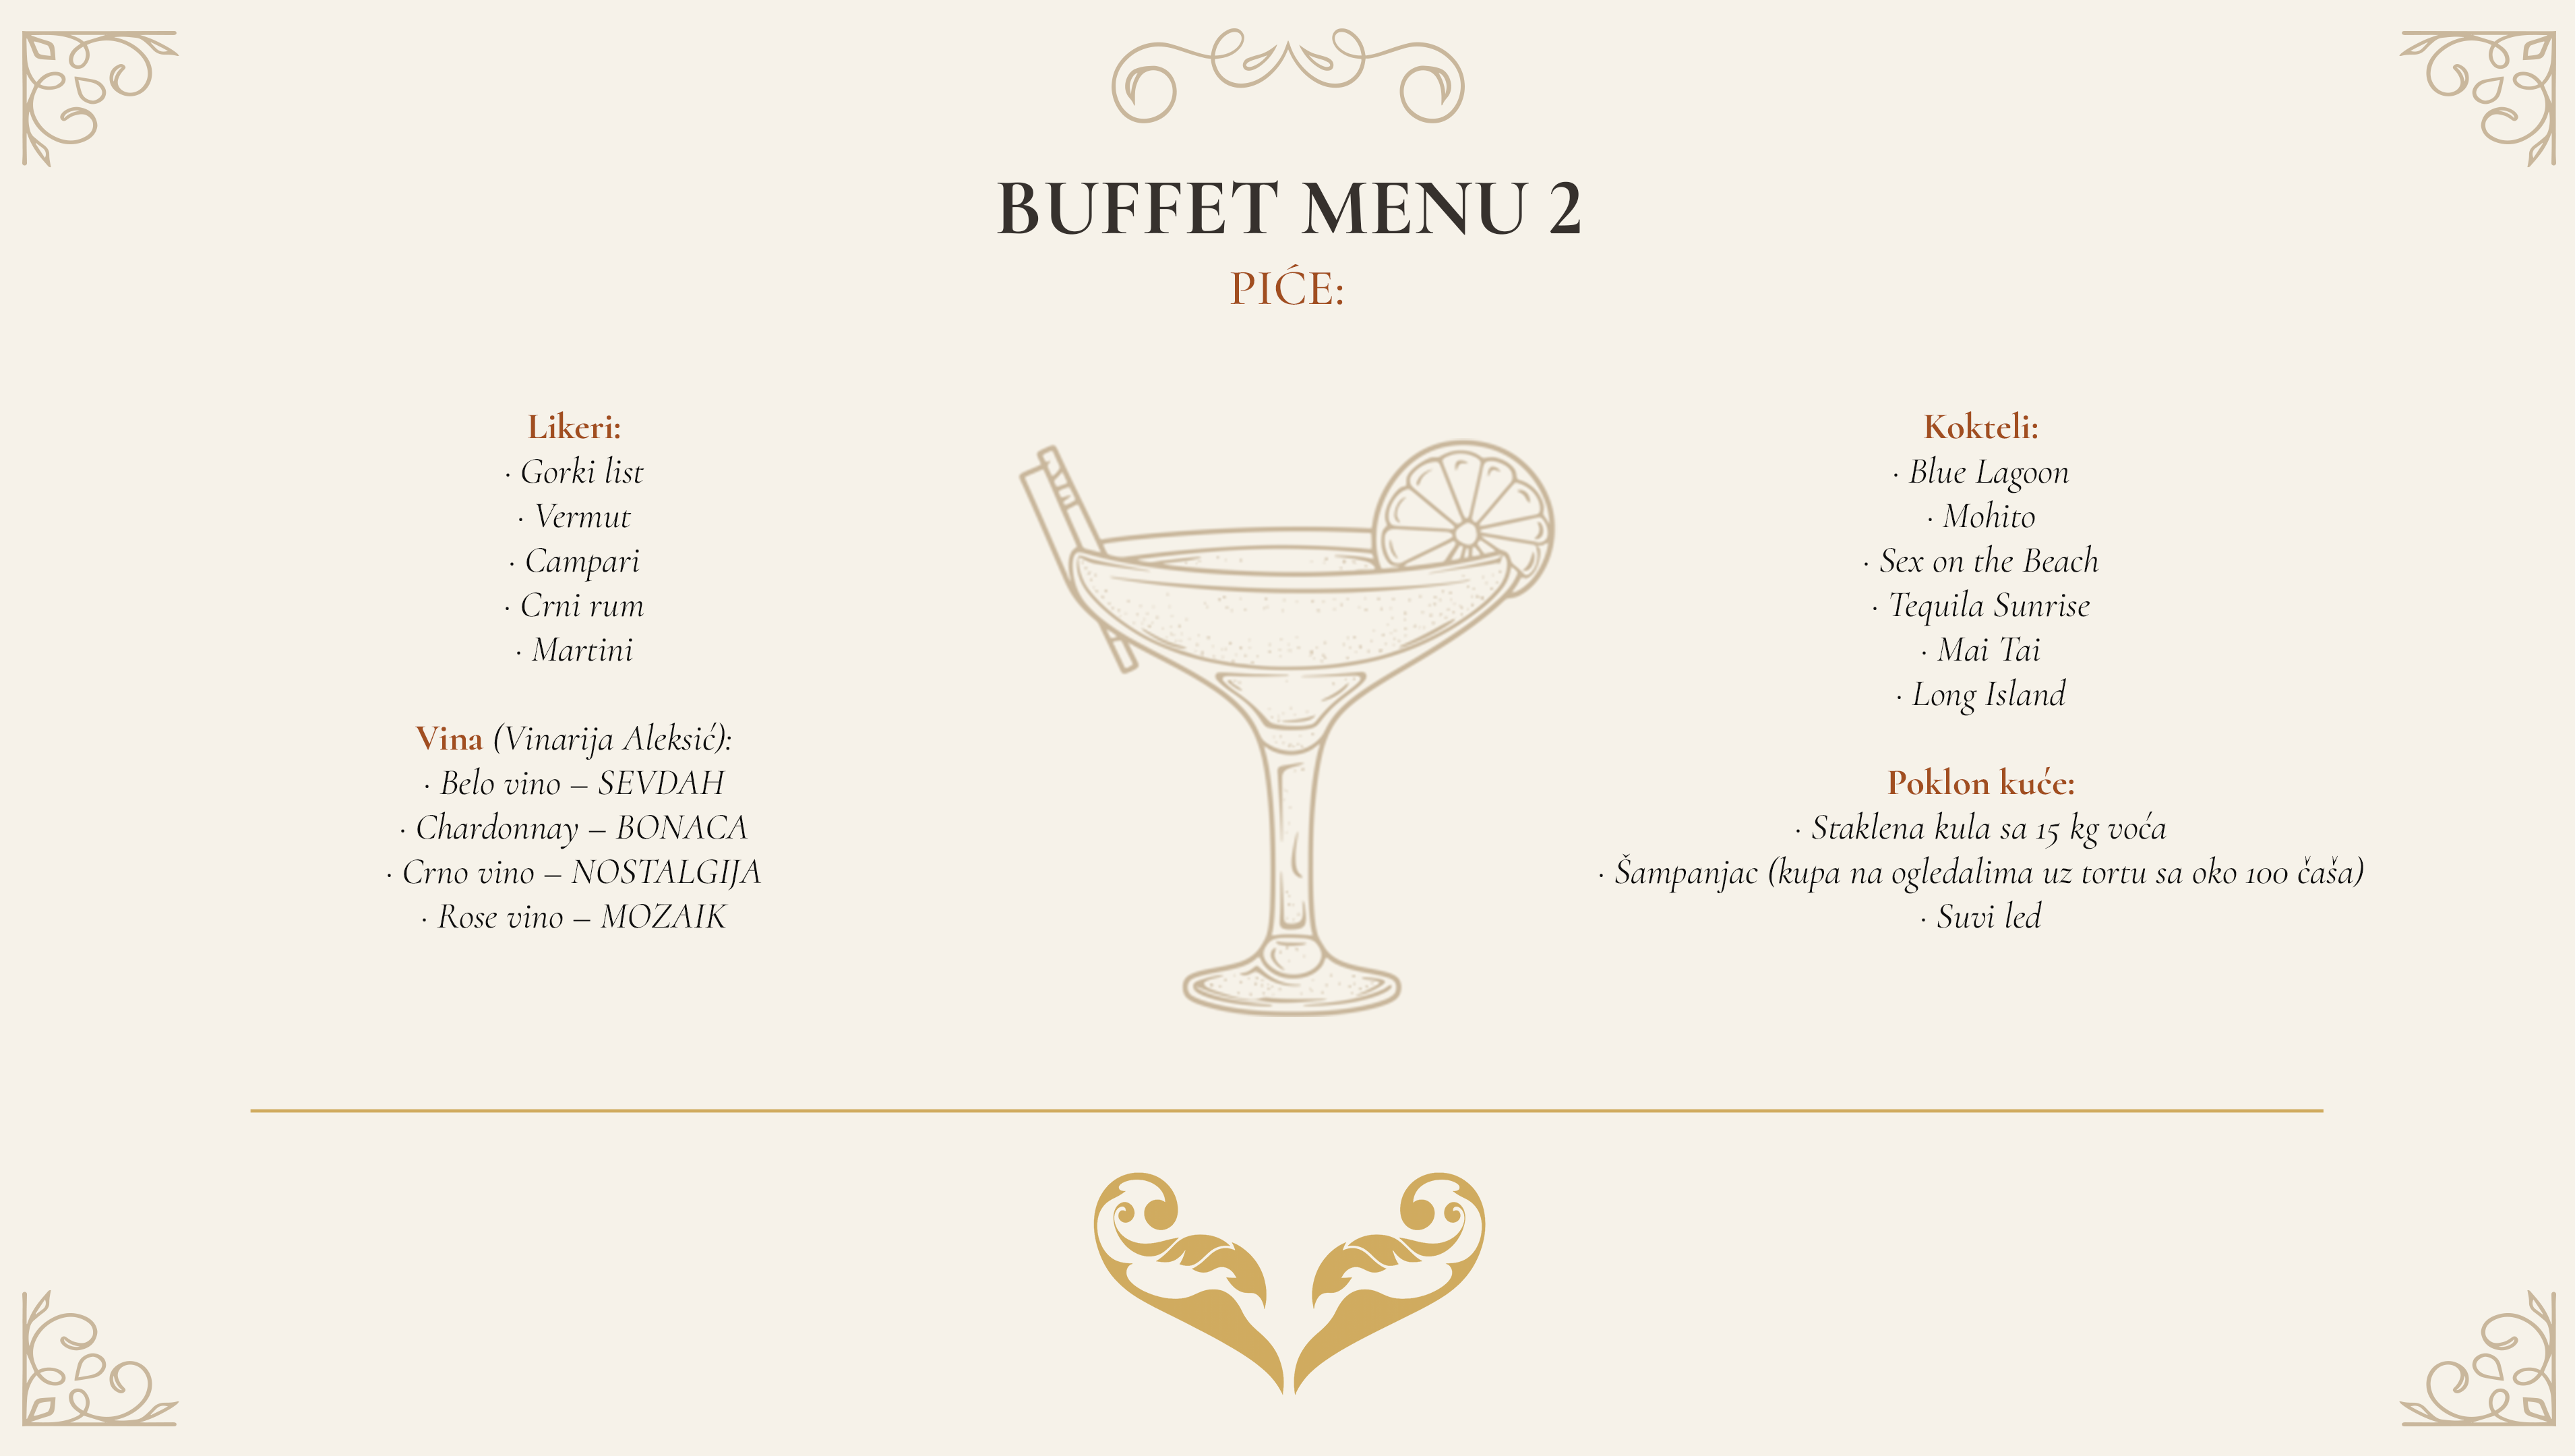 BUFFET MENU 2
PIĆE:
Likeri:
· Gorki list
· Vermut
· Campari
· Crni rum
· Martini
Vina (Vinarija Aleksić):
· Belo vino – SEVDAH
· Chardonnay – BONACA
· Crno vino – NOSTALGIJA
· Rose vino – MOZAIK
Kokteli:
· Blue Lagoon
· Mohito
· Sex on the Beach
· Tequila Sunrise
· Mai Tai
· Long Island
Poklon kuće:
· Staklena kula sa 15 kg voća
· Šampanjac (kupa na ogledalima uz tortu sa oko 100 čaša)
· Suvi led